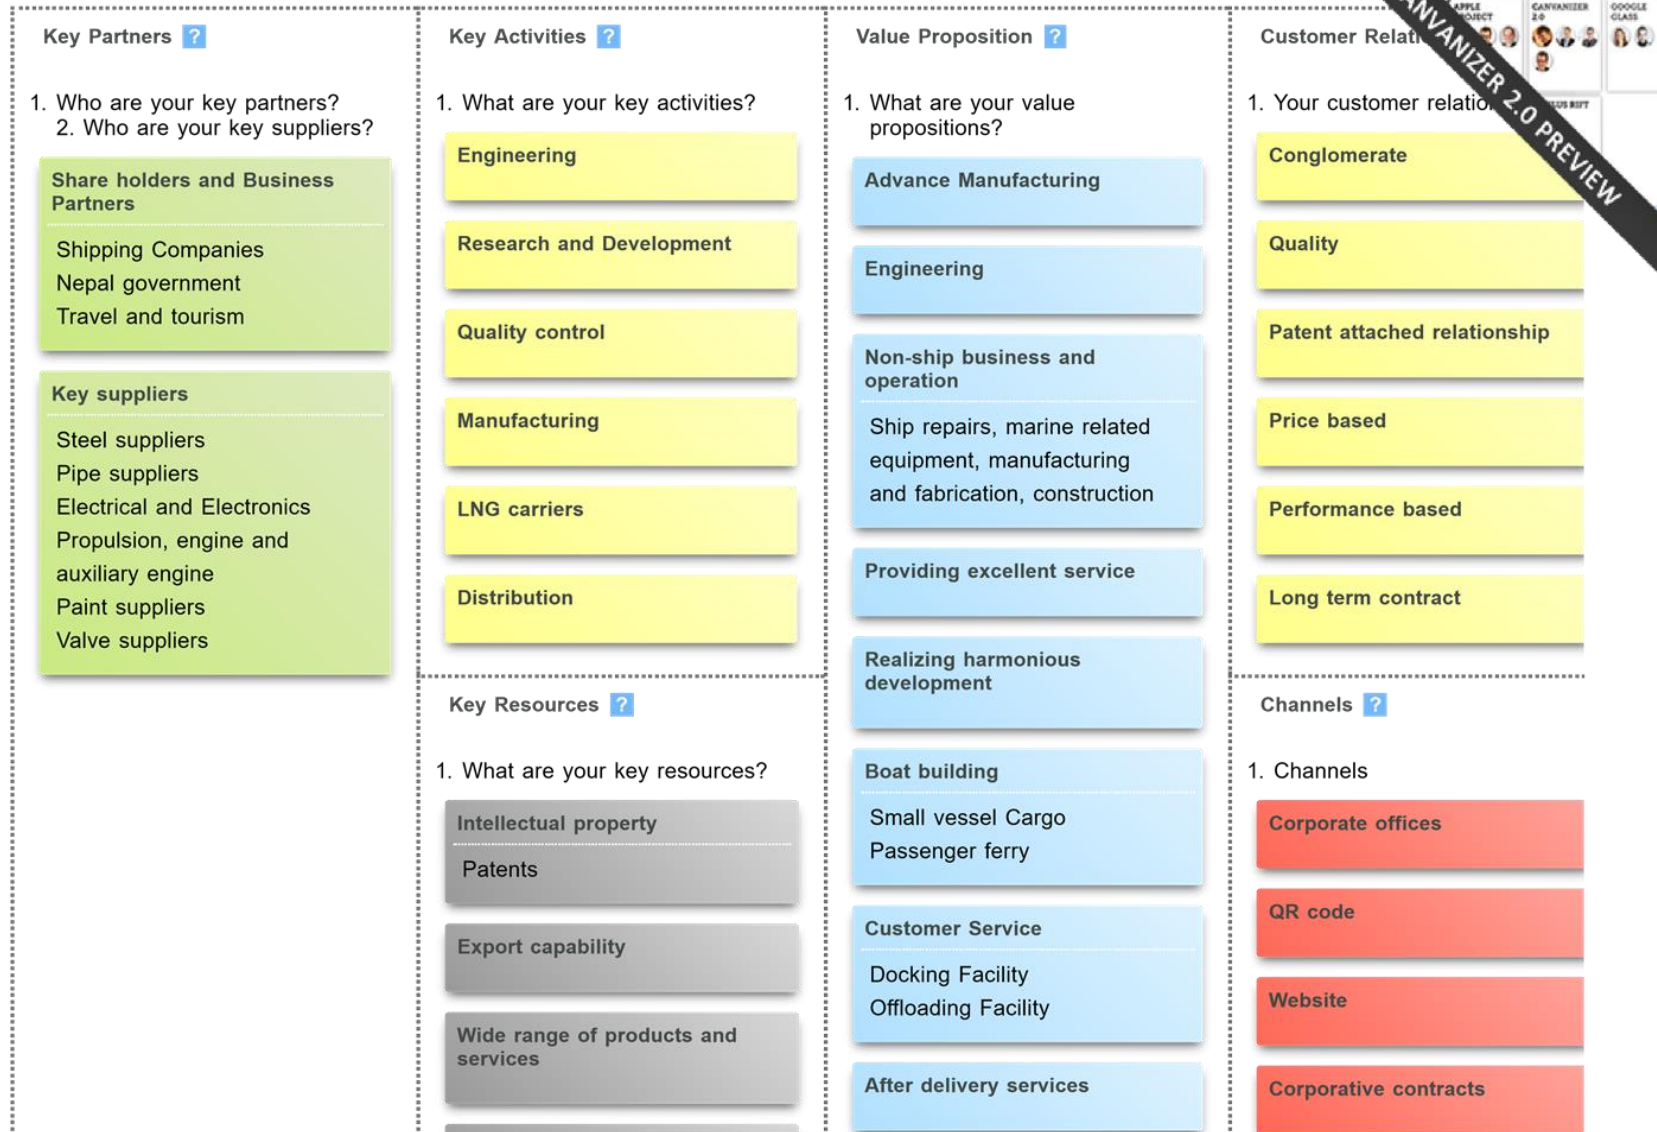 Key Partners ?
1. Who are your key partners?
2. Who are your key suppliers?
Share holders and Business
Partners
Shipping Companies
Nepal government
Travel and tourism
Key suppliers
Steel suppliers
Pipe suppliers
Electrical and Electronics
Propulsion, engine and
auxiliary engine
Paint suppliers
Valve suppliers
Key Activities ?
1. What are your key activities?
Engineering
Research and Development
Quality control
Manufacturing
LNG carriers
Distribution
Key Resources ?
1. What are your key resources?
Intellectual property
Patents
Export capability
Wide range of products and
services
Value Proposition ?
1. What are your value
propositions?
Advance Manufacturing
Engineering
Non-ship business and
operation
Ship repairs, marine related
equipment, manufacturing
and fabrication, construction
Providing excellent service
Realizing harmonious
development
Boat building
Small vessel Cargo
Passenger ferry
Customer Service
Docking Facility
Offloading Facility
After delivery services
Customer
1. Your customer
Conglomerate
Quality
Patent attached relationship
Price based
Performance based
Long term contract
Channels ?
1. Channels
Corporate offices
QR code
Website
Corporative contracts
2.0 PREVIEW
APPLE
CANVANIZER
2.0
GOOGLE
GLASS
RIFT